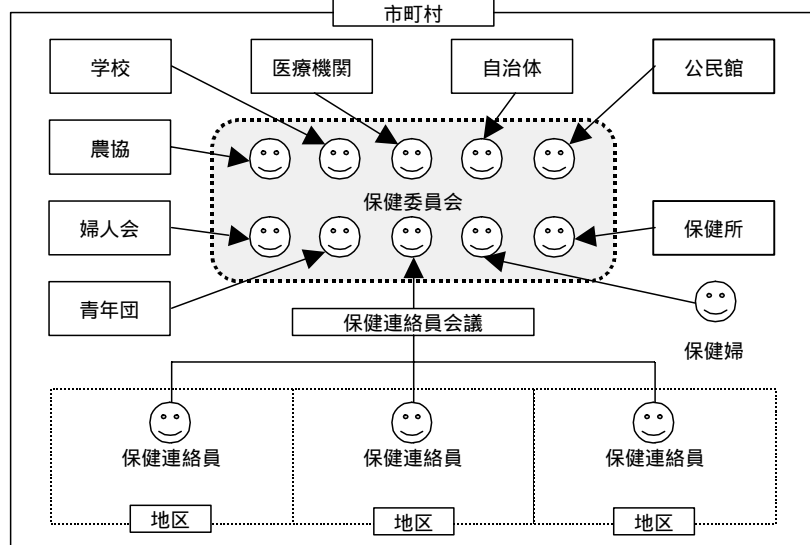 市町村
学校
医療機関
自治体
公民館
農協
保健委員会
婦人会
保健所
青年団
保健連絡員会議
保健婦
保健連絡員
保健連絡員
保健連絡員
地区
地区
地区